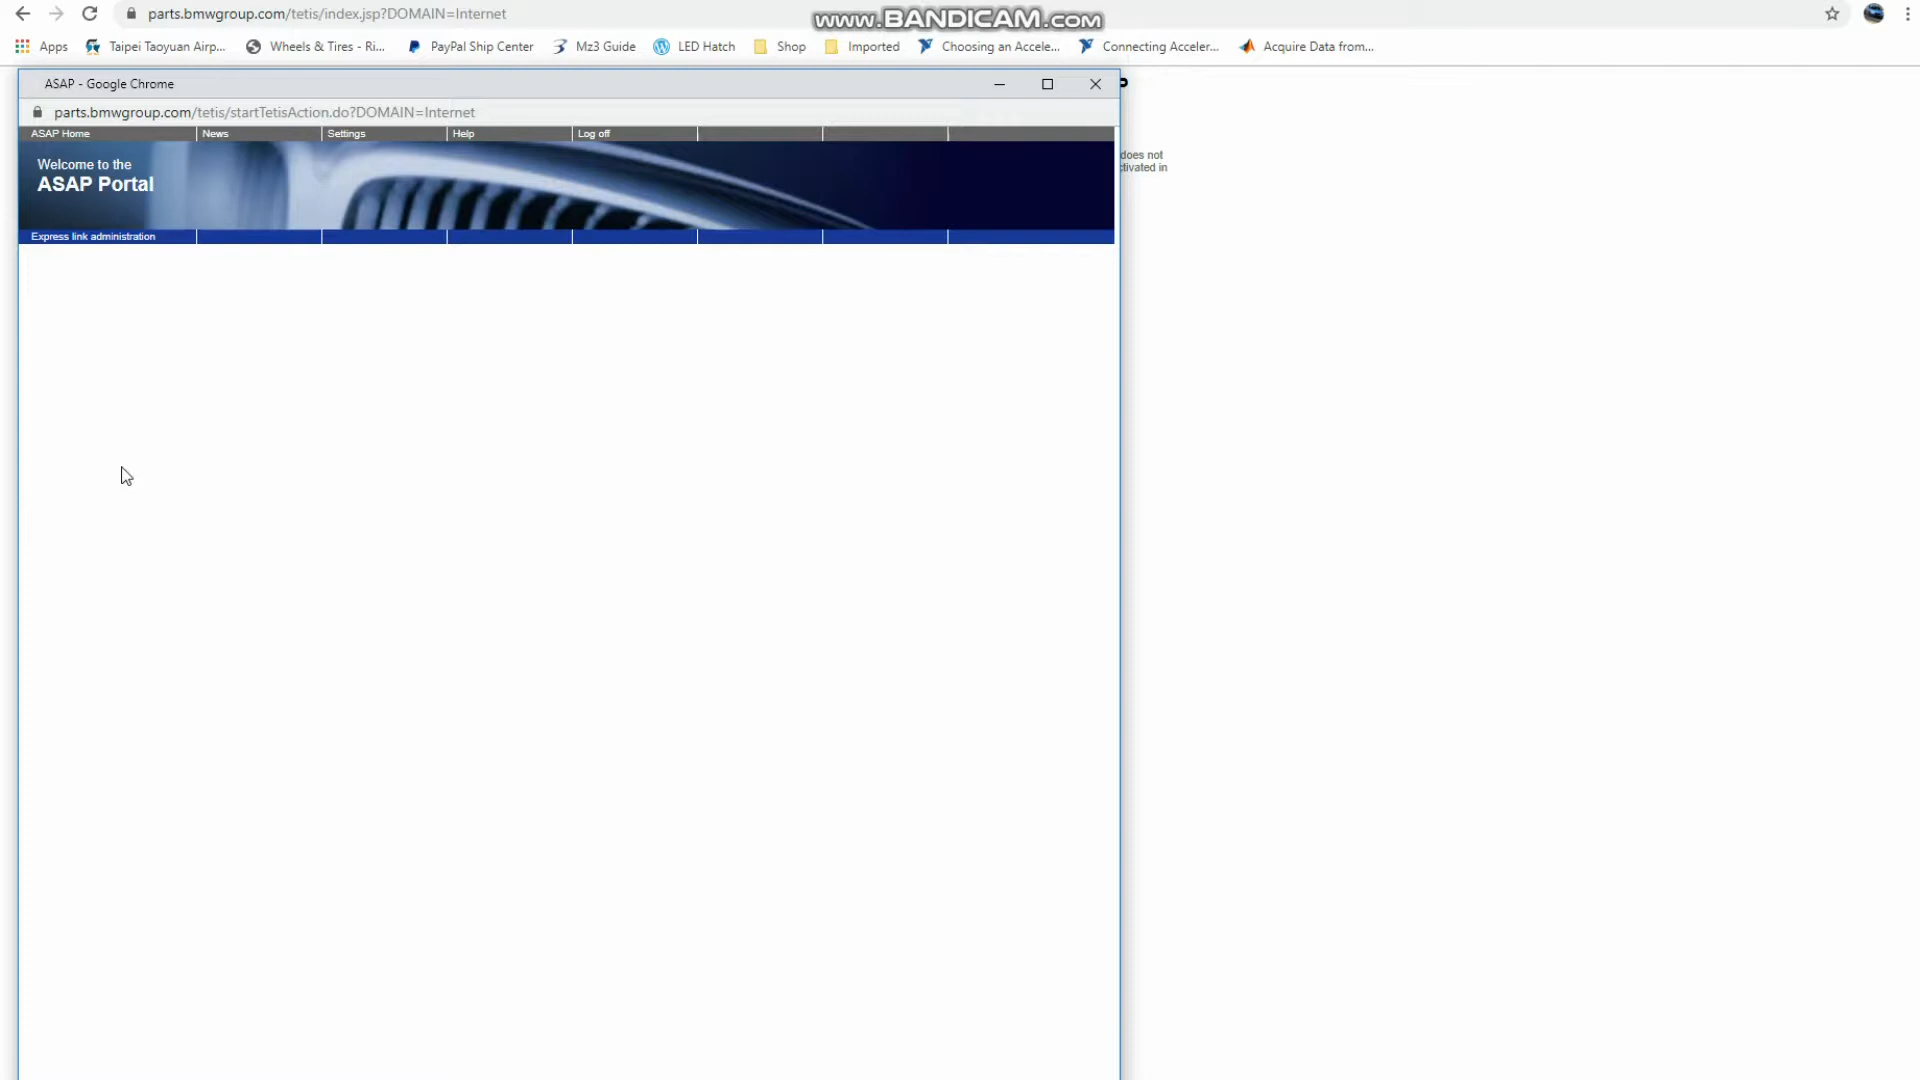 parts.bmwgroup.com/tetis/index.jsp?DOMAIN=Internet
www.BANDICAM.com
Apps Taipei Taoyuan Airp... Wheels & Tires - Ri... PayPal Ship Center Mz3 Guide LED Hatch Shop Imported Choosing an Accele... Connecting Acceler... Acquire Data from...
ASAP - Google Chrome
parts.bmwgroup.com/tetis/startTetisAction.do?DOMAIN=Internet
ASAP Home News Settings Help Log off
Welcome to the
ASAP Portal
Express link administration
does not
ctivated in